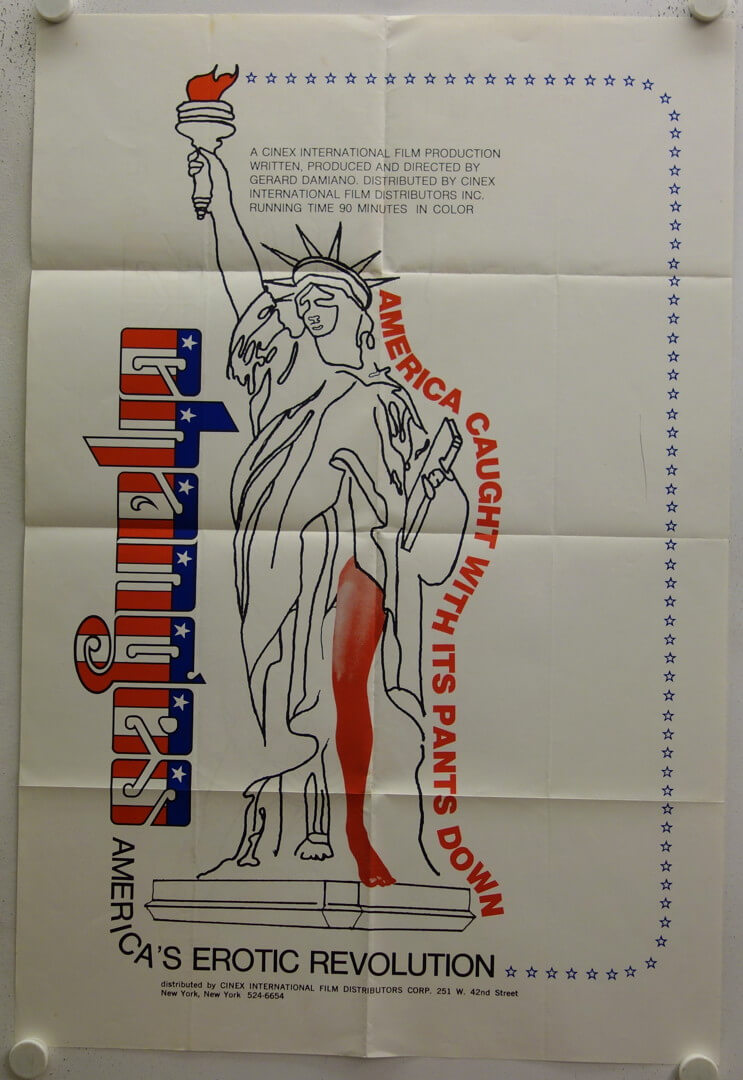 A CINEX INTERNATIONAL FILM PRODUCTION
WRITTEN, PRODUCED AND DIRECTED BY
GERARD DAMIANO. DISTRIBUTED BY CINEX
INTERNATIONAL FILM DISTRIBUTORS INC.
RUNNING TIME 90 MINUTES IN COLOR
changes
AMERICA CAUGHT WITH ITS PANTS DOWN
AMERICA'S EROTIC REVOLUTION
distributed by CINEX INTERNATIONAL FILM DISTRIBUTORS CORP. 251 W. 42nd Street
New York, New York 524-6654